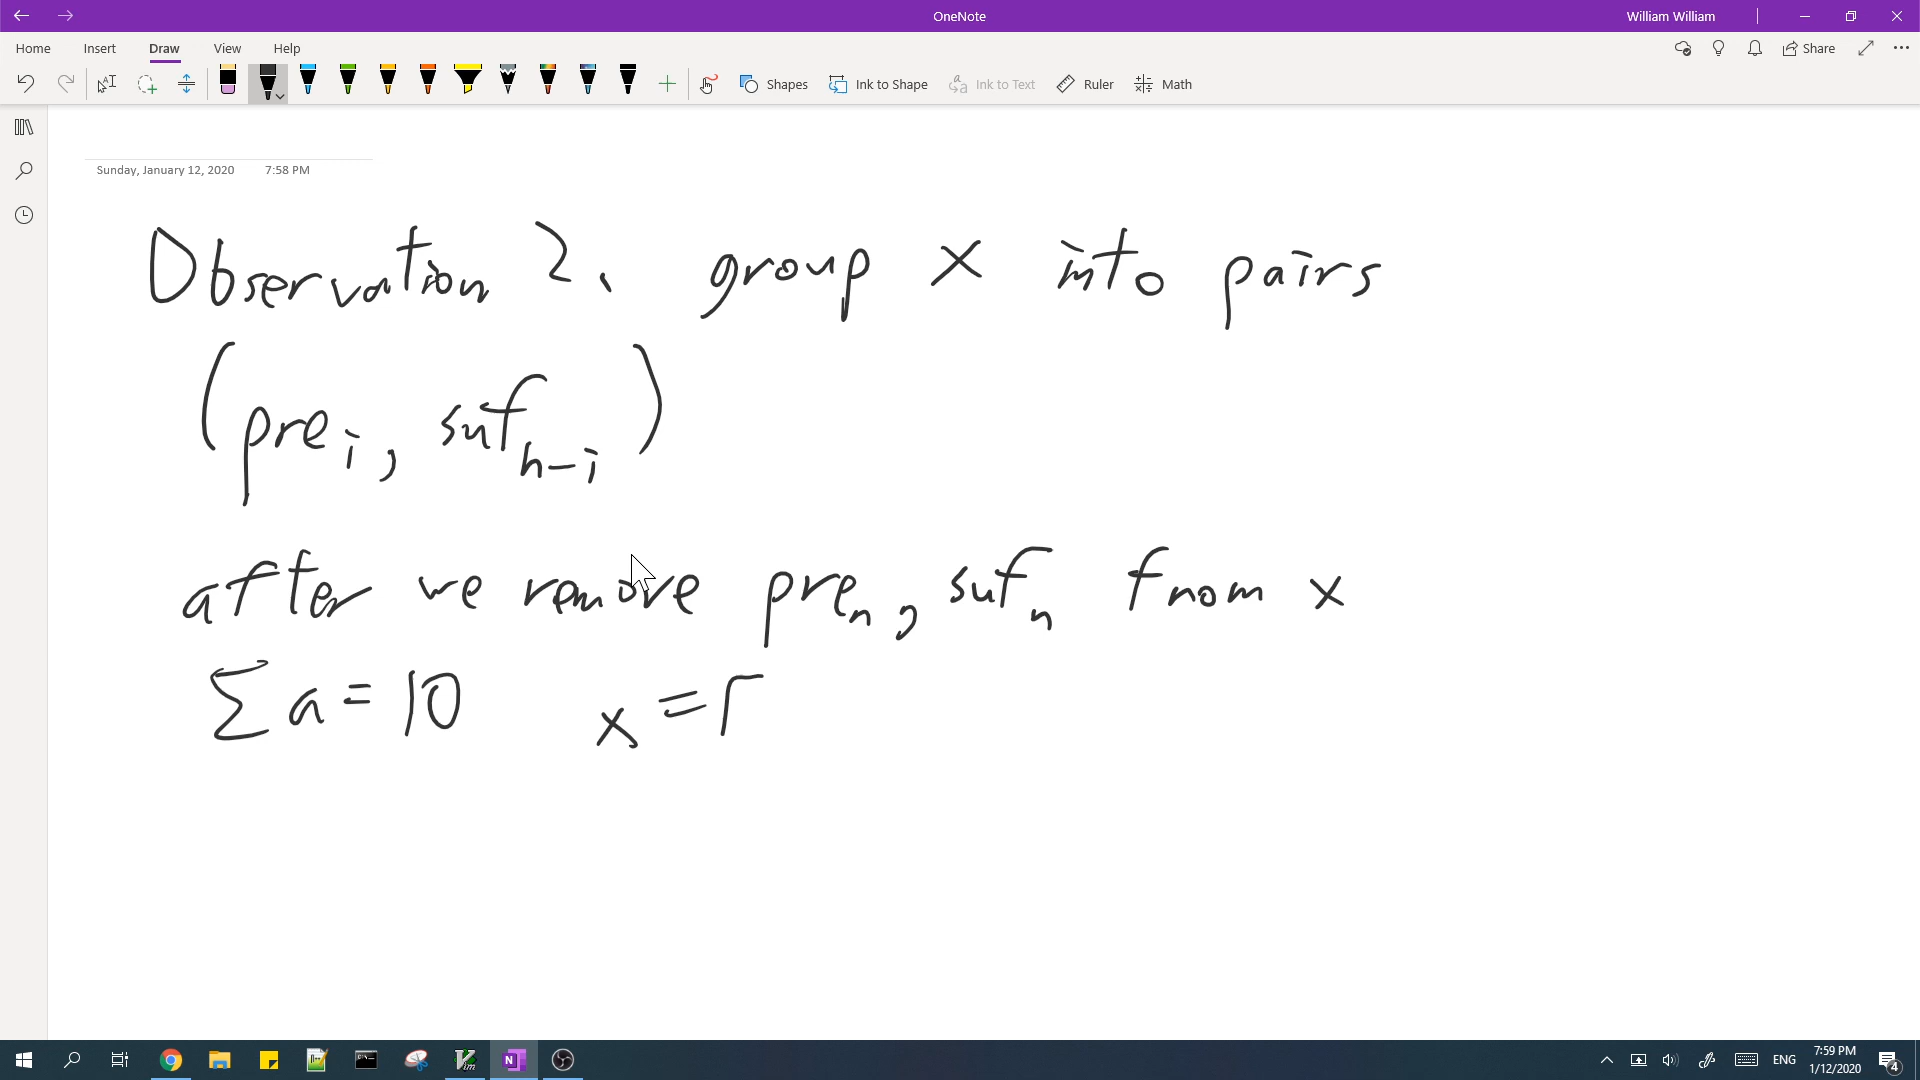 OneNote
William William
Home Insert Draw View Help
Share
Shapes Ink to Shape Ink to Text Ruler Math
Sunday, January 12, 2020 7:58 PM
Observation 2. group x into pairs
(pre_i, suf_{n-i})
after we remove pre_n, suf_n from x
∑ a = 10 x = [
ENG
7:59 PM
1/12/2020
4